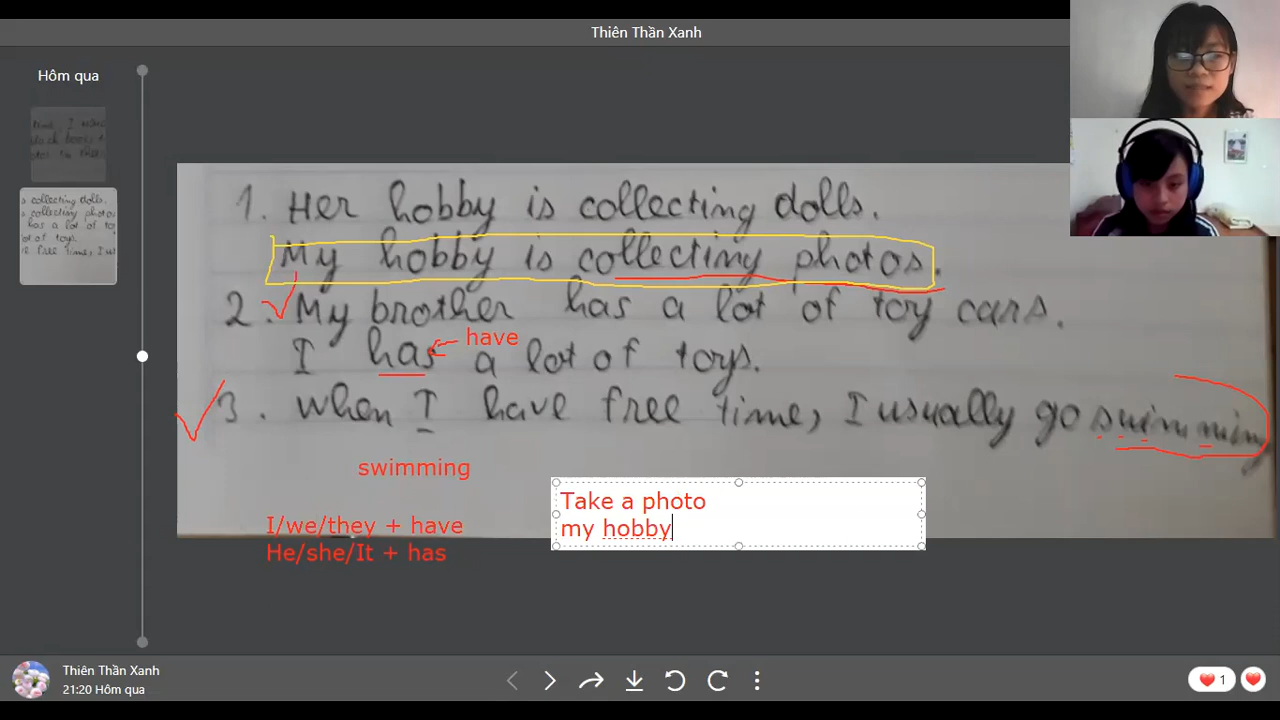 Thiên Thần Xanh
Hôm qua
1. Her hobby is collecting dolls.
My hobby is collecting photos.
2. My brother has a lot of toy cars.
have
I has a lot of toys.
3. When I have free time, I usually go swimming
swimming
Take a photo
my hobby
I/we/they + have
He/she/It + has
Thiên Thần Xanh
21:20 Hôm qua
1